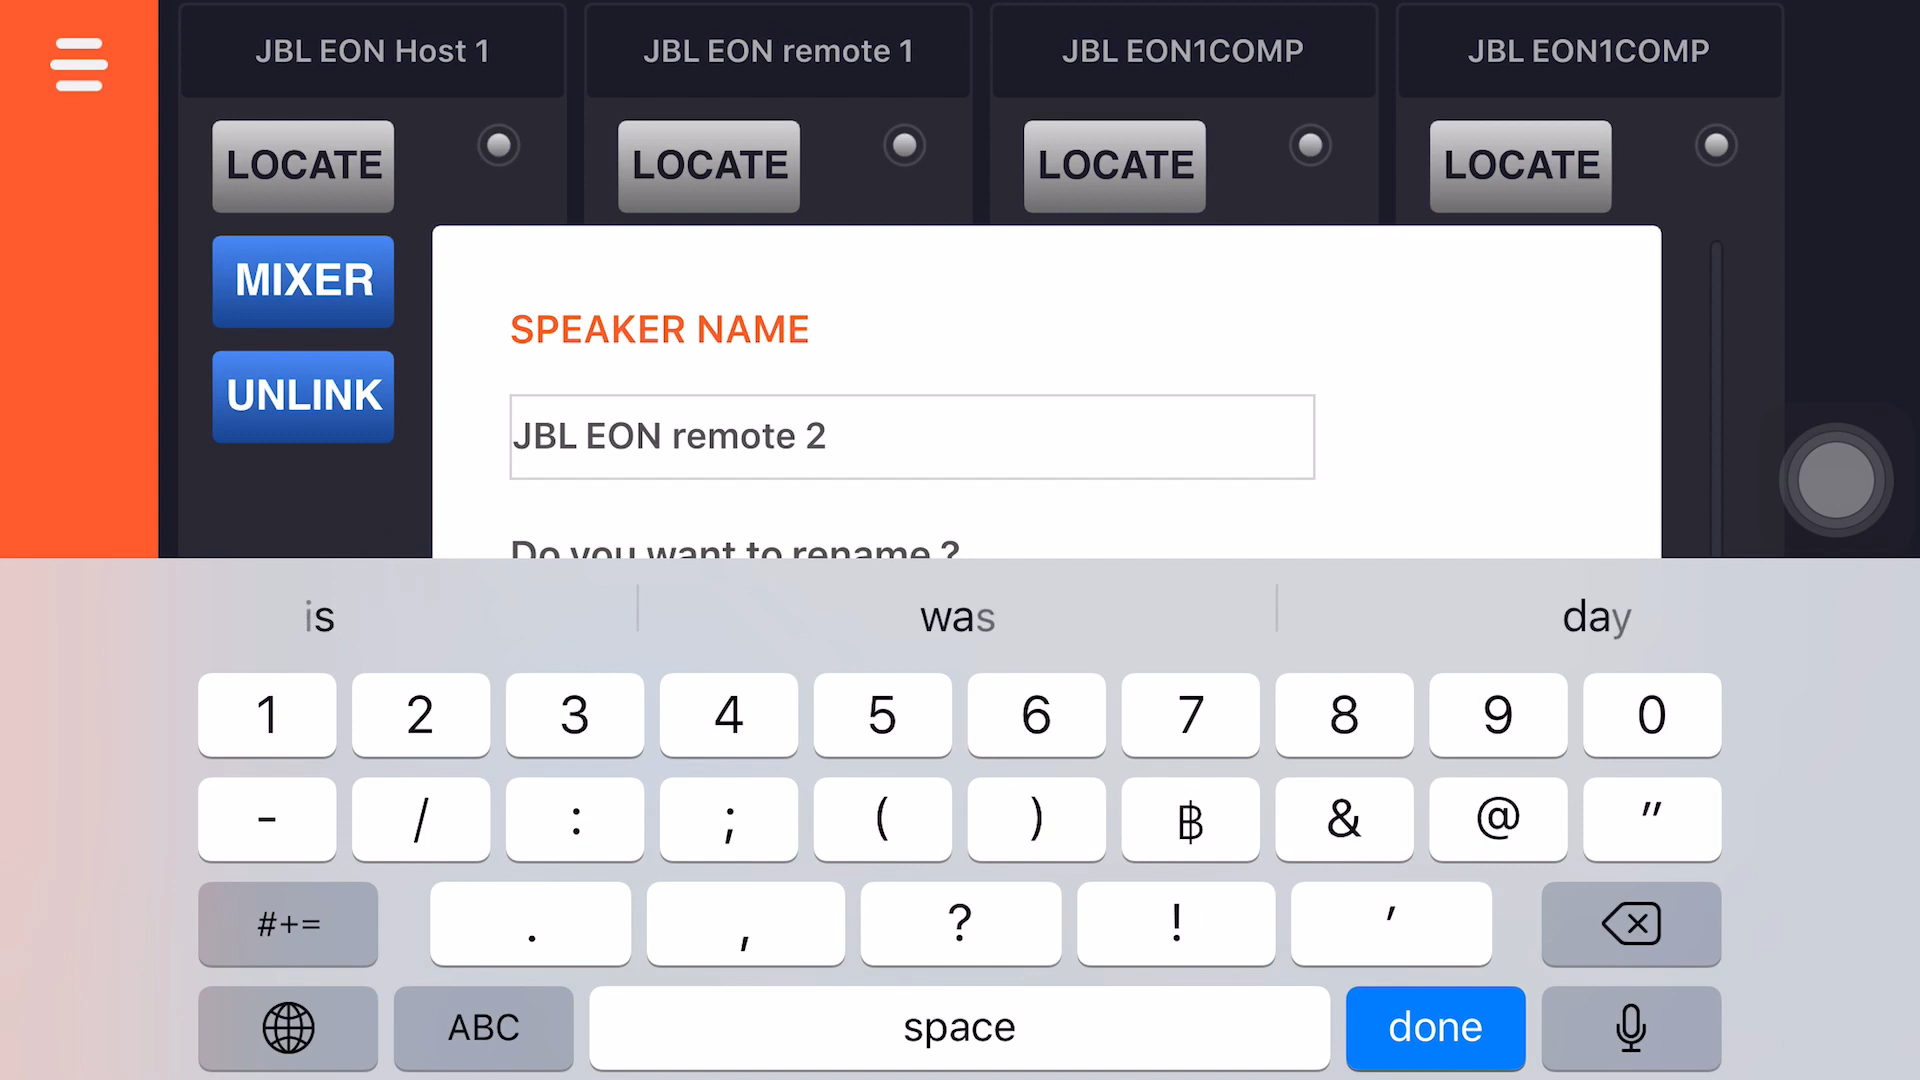 JBL EON Host 1
JBL EON remote 1
JBL EON1COMP
JBL EON1COMP
LOCATE
LOCATE
LOCATE
LOCATE
MIXER
UNLINK
SPEAKER NAME
JBL EON remote 2
Do you want to rename ?
is
was
day
1 2 3 4 5 6 7 8 9 0
- / : ; ( ) ฿ & @ "
#+= . , ? ! '
ABC space done